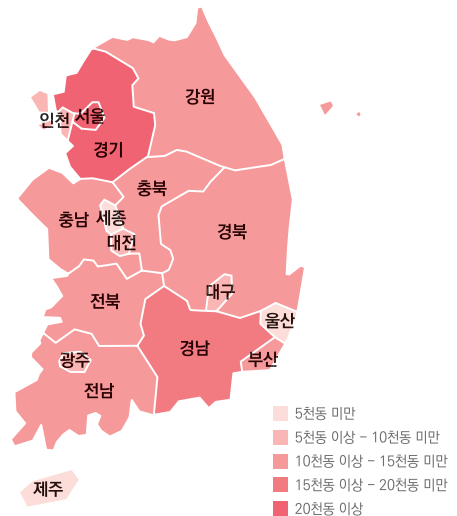 강원
서울
인천
경기
충북
충남
세종
경북
대전
대구
전북
울산
경남
부산
광주
전남
제주
5천동 미만
5천동 이상 - 10천동 미만
10천동 이상 - 15천동 미만
15천동 이상 - 20천동 미만
20천동 이상